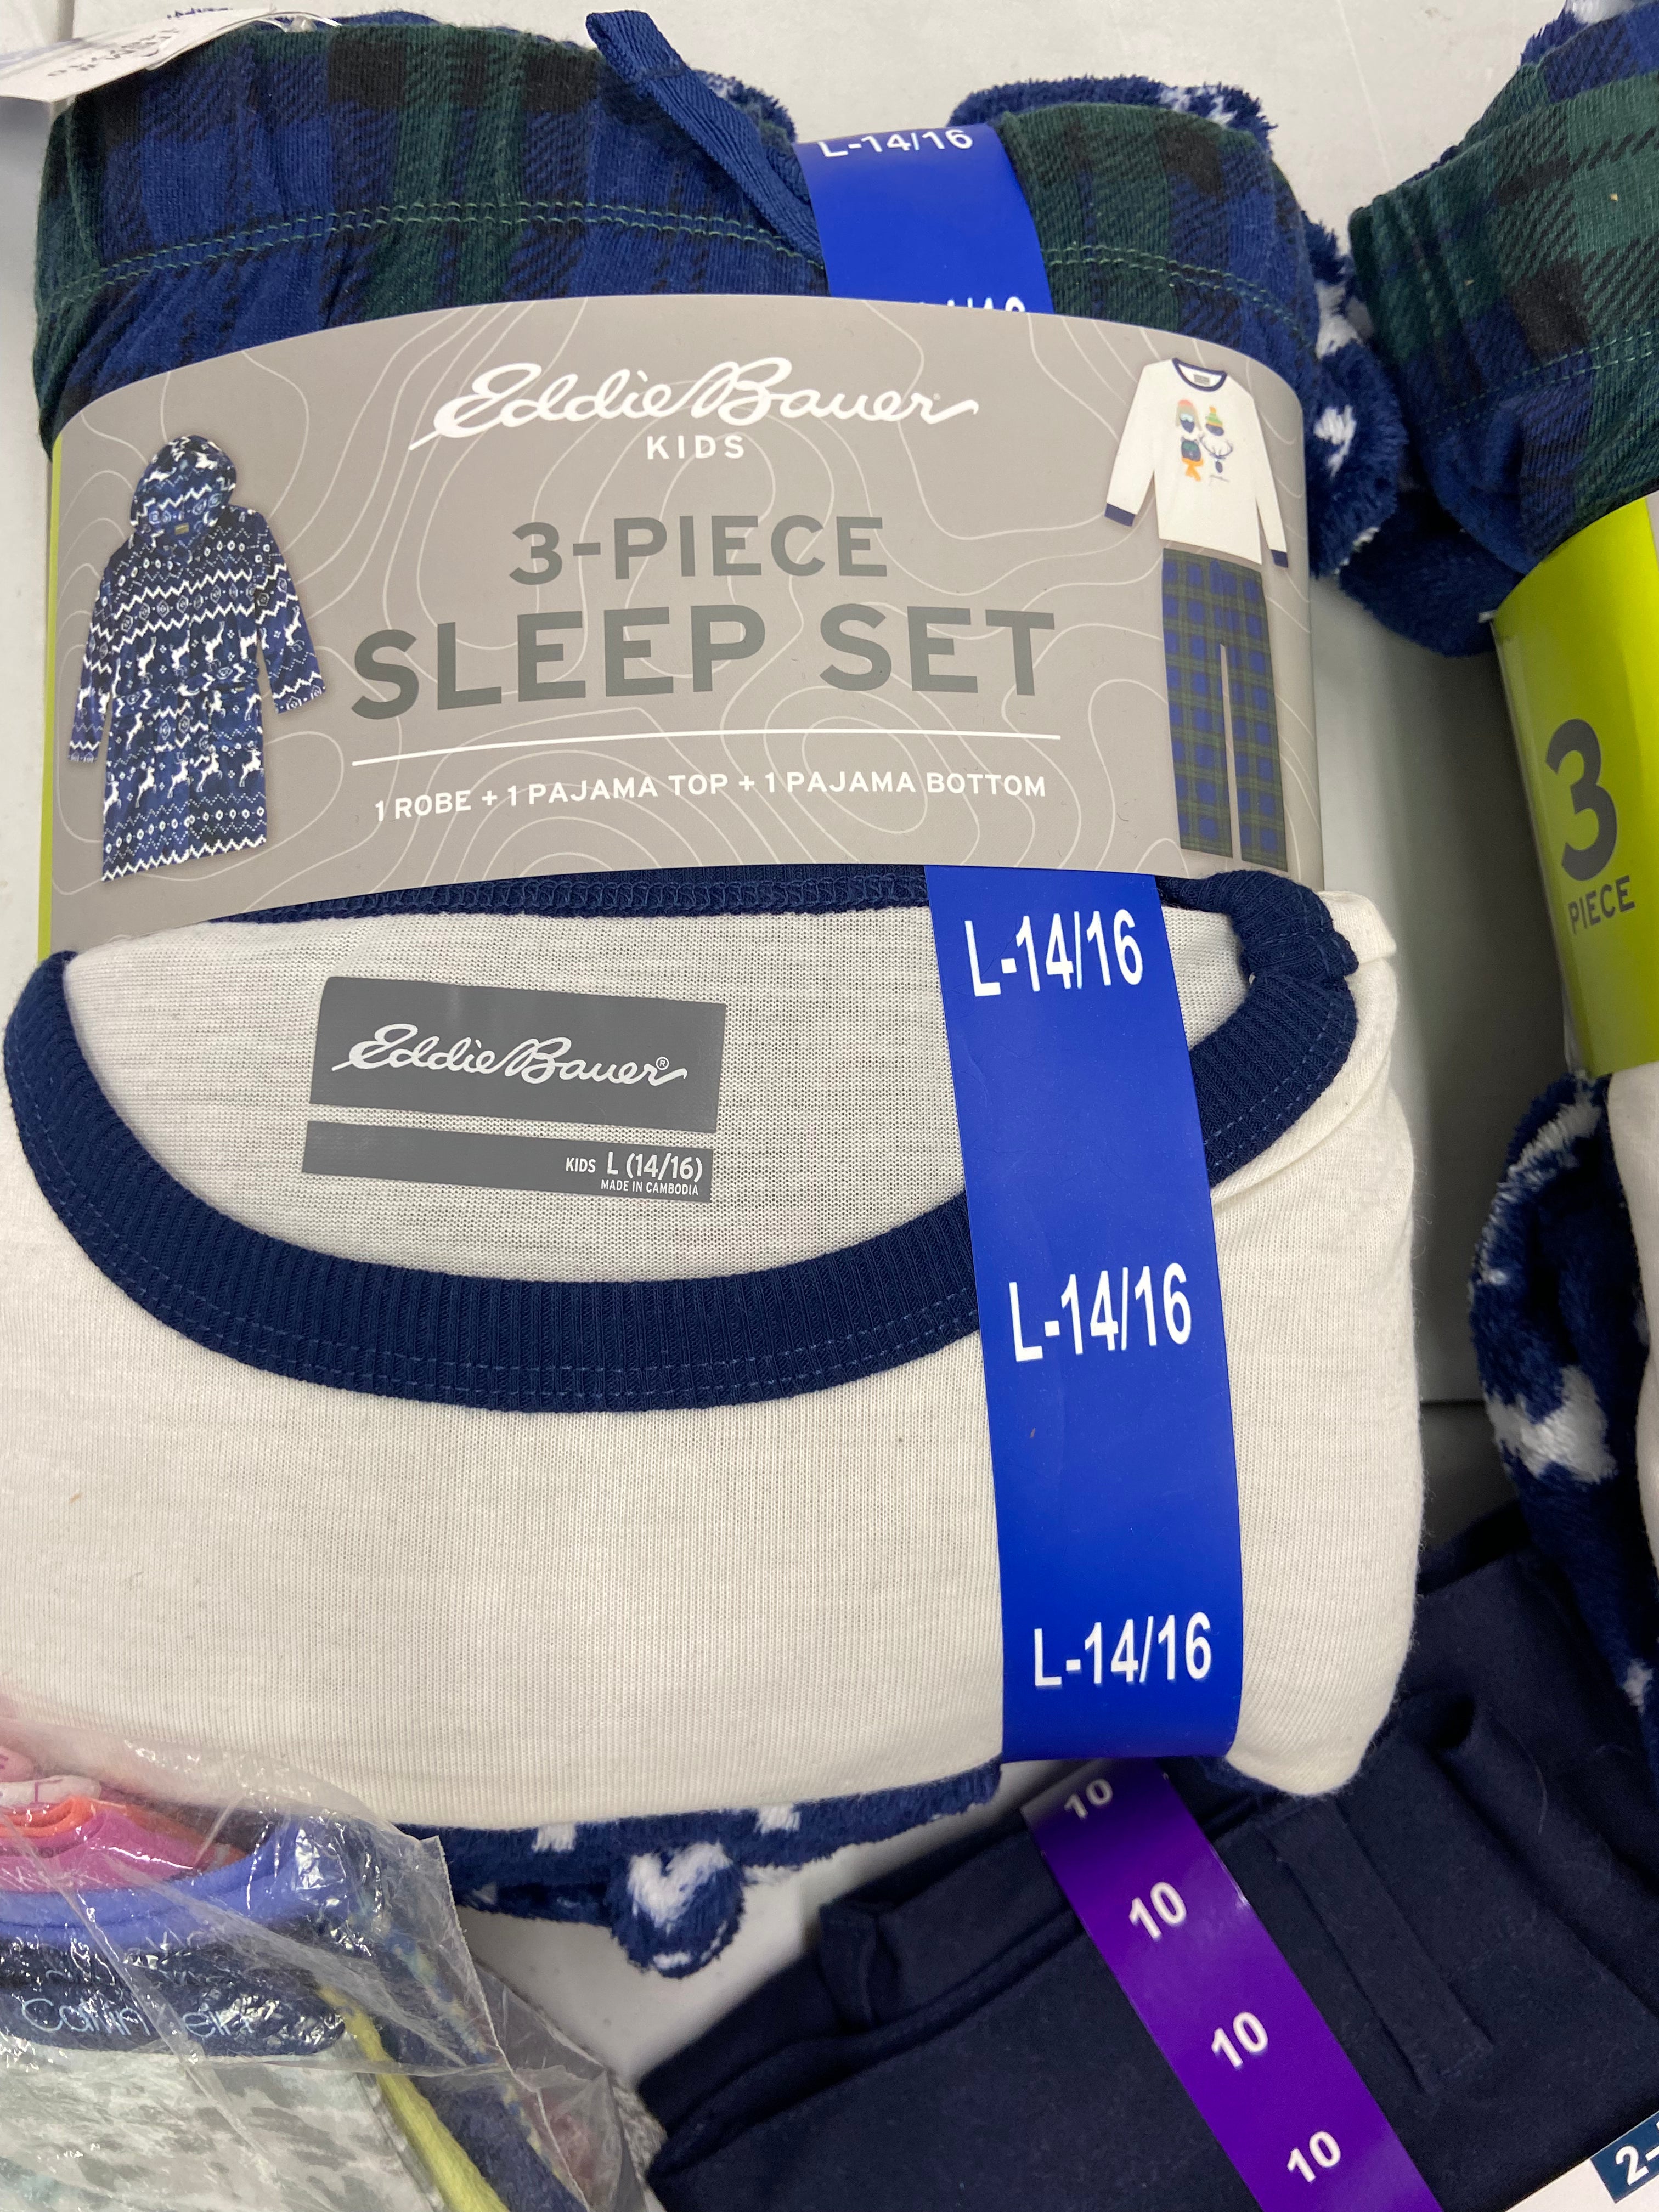 L-14/16
Eddie Bauer
KIDS
3-PIECE
SLEEP SET
1 ROBE + 1 PAJAMA TOP + 1 PAJAMA BOTTOM
3
PIECE
L-14/16
Eddie Bauer®
KIDS L (14/16)
MADE IN CAMBODIA
L-14/16
L-14/16
10
10
10
10
2-